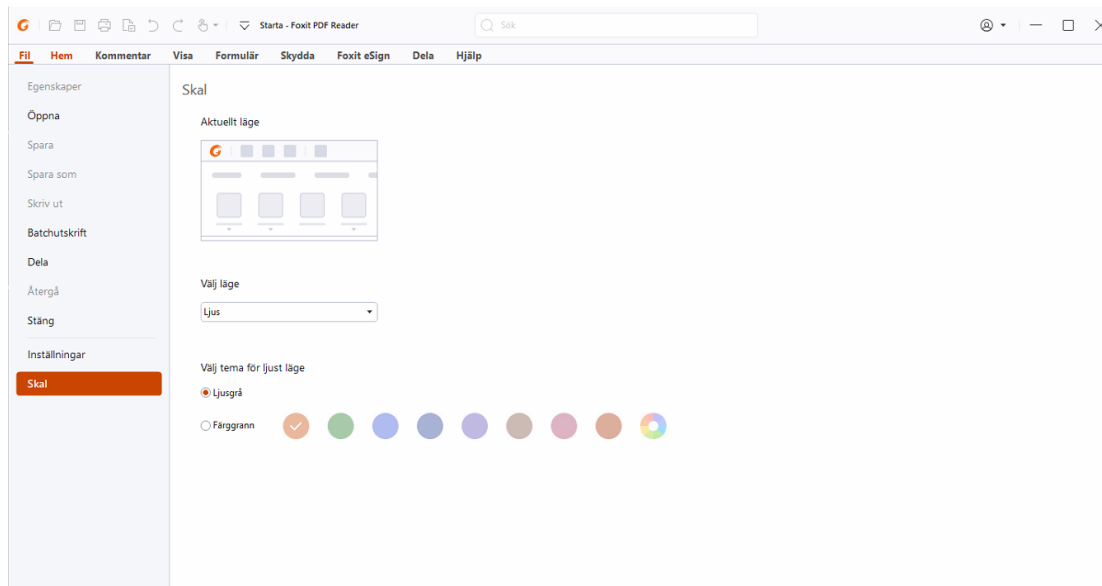 Starta - Foxit PDF Reader
Sök
Fil Hem Kommentar Visa Formulär Skydda Foxit eSign Dela Hjälp
Egenskaper
Öppna
Spara
Spara som
Skriv ut
Batchutskrift
Dela
Återgå
Stäng
Inställningar
Skal
Skal
Aktuellt läge
Välj läge
Ljus
Välj tema för ljust läge
Ljusgrå
Färggrann